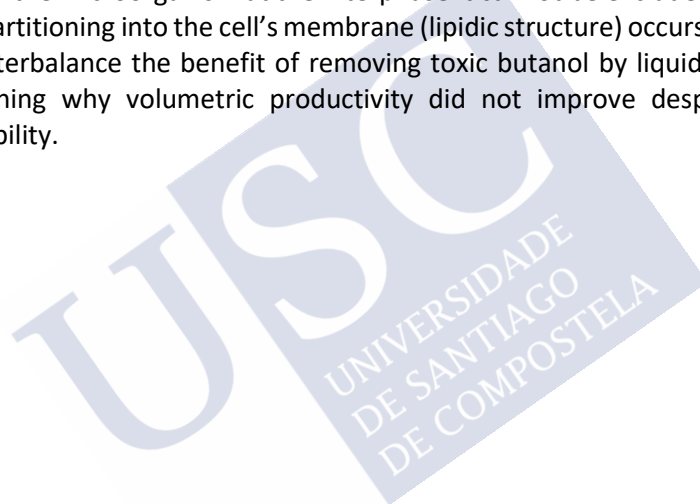 artitioning into the cell's membrane (lipidic structure) occurs
terbalance the benefit of removing toxic butanol by liquid
ning why volumetric productivity did not improve desp
bility.
USC
UNIVERSIDADE
DE SANTIAGO
DE COMPOSTELA